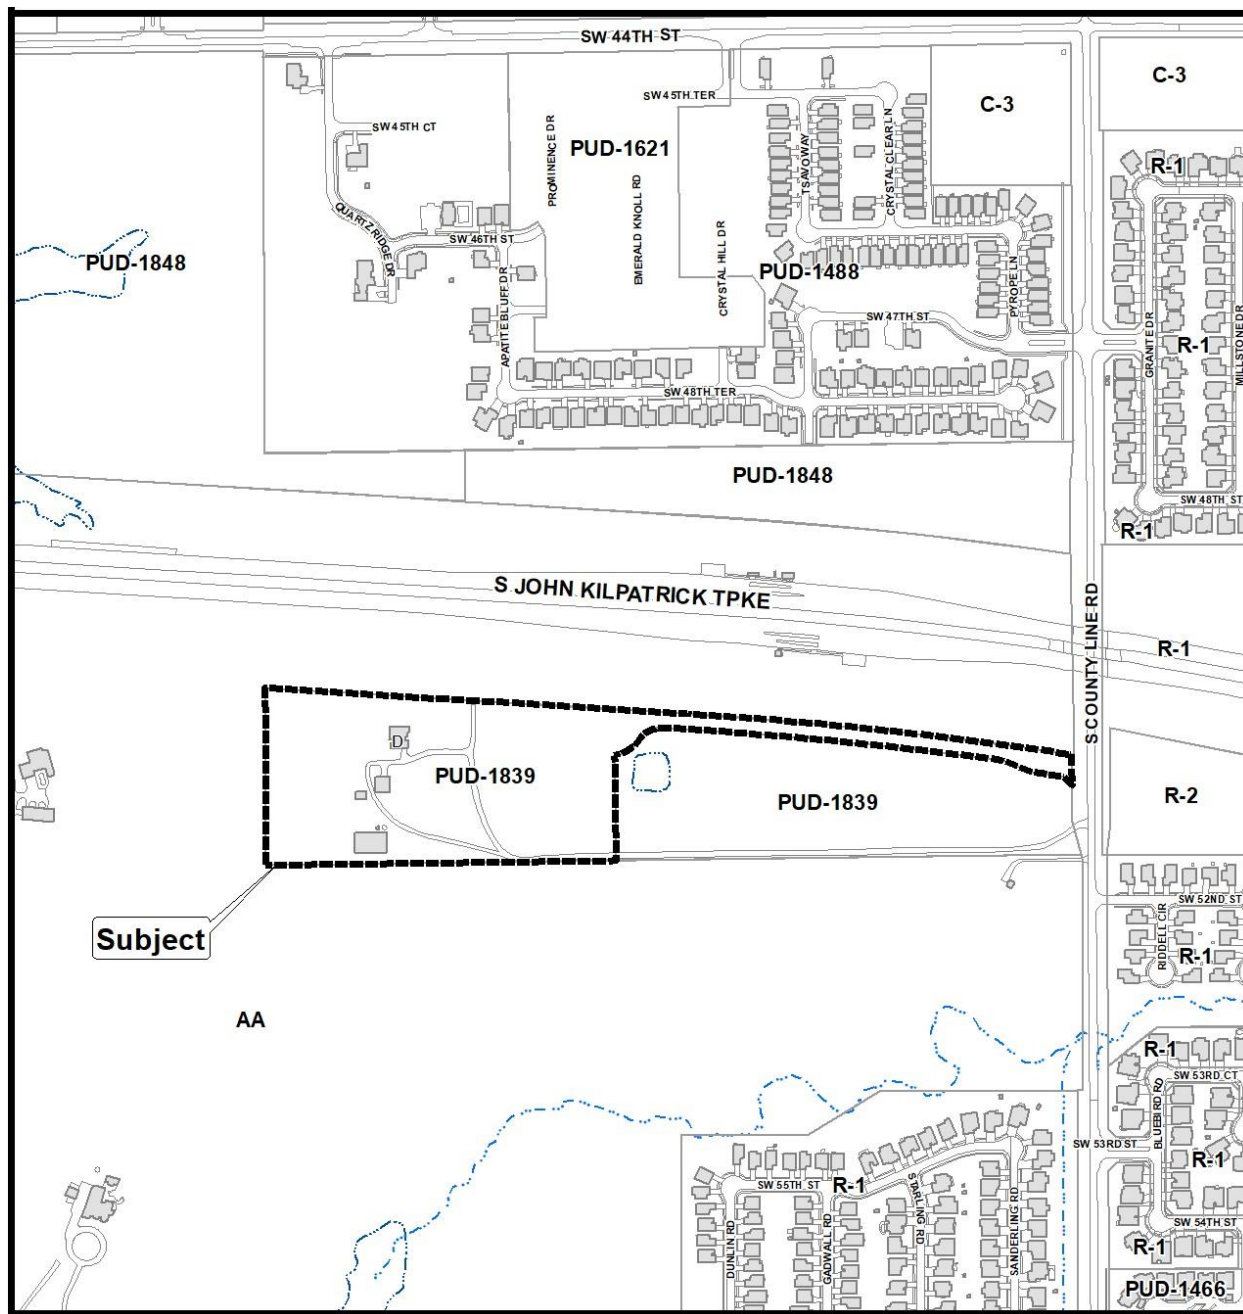 SW 44TH ST
C-3
SW 45TH TER
C-3
SW 45TH CT
PROMINENCE DR
PUD-1621
TSAVO WAY
CRYSTAL CLEAR LN
R-1
EMERALD KNOLL RD
QUARTZ RIDGE DR
SW 46TH ST
CRYSTAL HILL DR
PUD-1848
PUD-1488
PYROPE LN
APATITE BLUFF DR
SW 47TH ST
GRANITE DR
R-1
MILLSTONE DR
SW 48TH TER
PUD-1848
SW 48TH ST
R-1
S JOHN KILPATRICK TPKE
S COUNTY LINE RD
R-1
D
PUD-1839
PUD-1839
R-2
Subject
SW 52ND ST
RIDDELL CIR
R-1
AA
R-1
SW 53RD CT
BLUEBIRD RD
SW 53RD ST
R-1
SW 55TH ST
R-1
STARLING RD
SANDERLING RD
DUNLIN RD
GADWALL RD
SW 54TH ST
R-1
PUD-1466